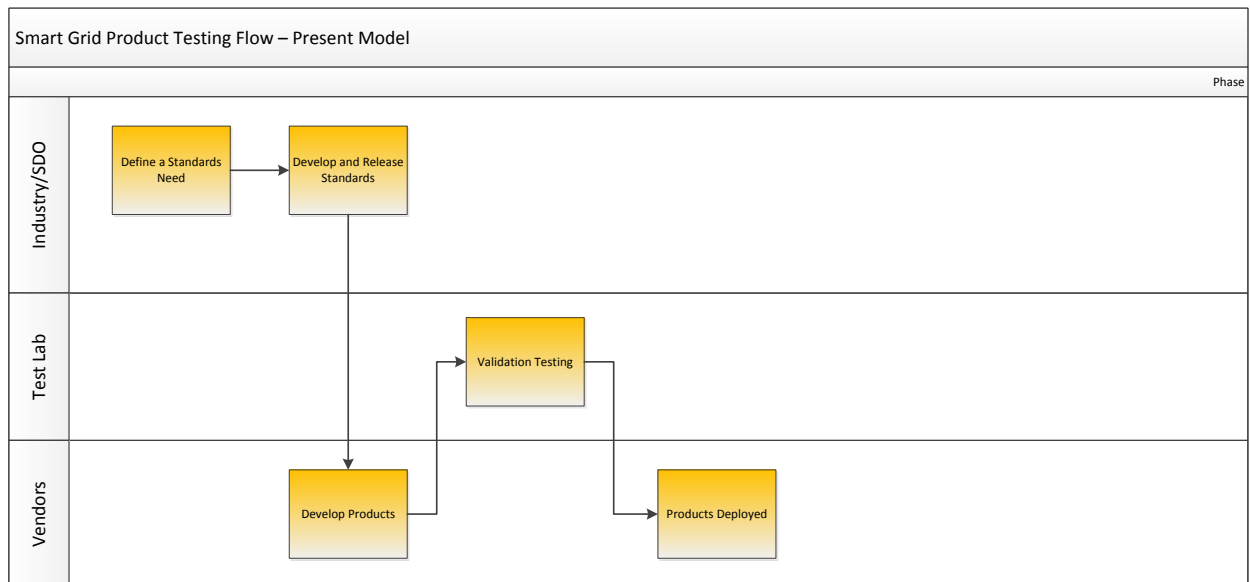 Smart Grid Product Testing Flow – Present Model
Phase
Industry/SDO
Define a Standards
Need
Develop and Release
Standards
Test Lab
Validation Testing
Vendors
Develop Products
Products Deployed